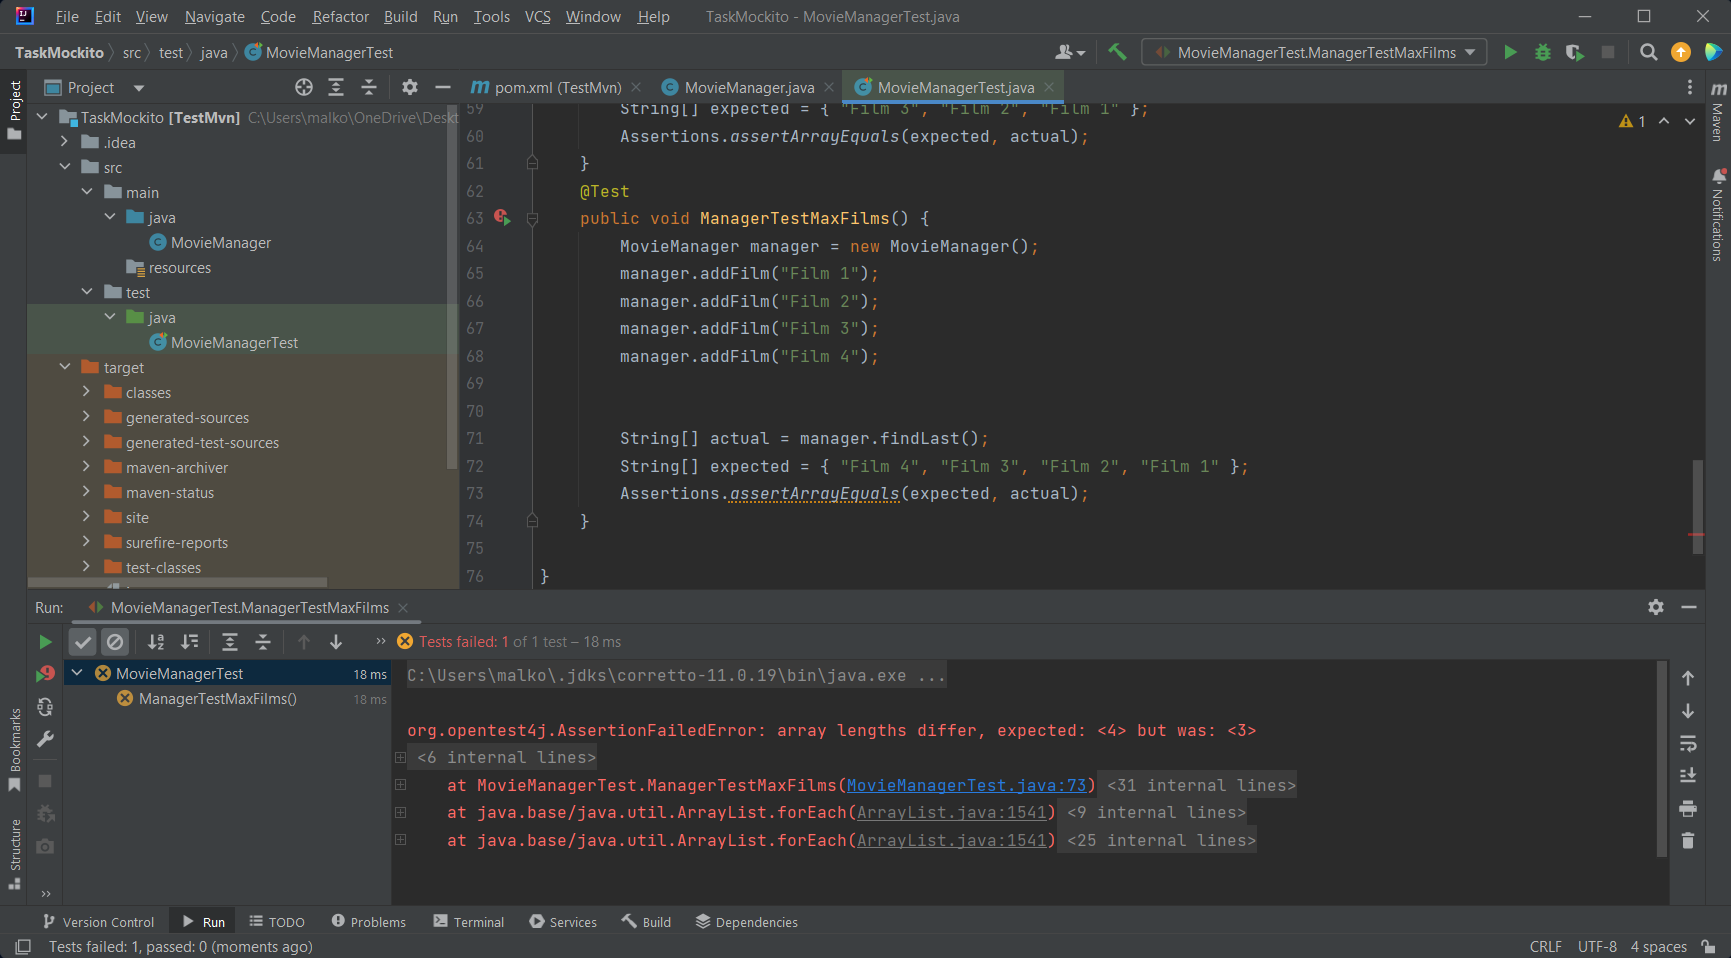 File Edit View Navigate Code Refactor Build Run Tools VCS Window Help TaskMockito - MovieManagerTest.java
TaskMockito src test java MovieManagerTest MovieManagerTest.ManagerTestMaxFilms
Project pom.xml (TestMvn) MovieManager.java MovieManagerTest.java
Project
Maven
Notifications
Bookmarks
Structure
TaskMockito [TestMvn] C:\Users\malko\OneDrive\Deskt
.idea
src
main
java
MovieManager
resources
test
java
MovieManagerTest
target
classes
generated-sources
generated-test-sources
maven-archiver
maven-status
site
surefire-reports
test-classes
1
59 String[] expected = { "Film 3", "Film 2", "Film 1" };
60 Assertions.assertArrayEquals(expected, actual);
61 }
62 @Test
63 public void ManagerTestMaxFilms() {
64 MovieManager manager = new MovieManager();
65 manager.addFilm("Film 1");
66 manager.addFilm("Film 2");
67 manager.addFilm("Film 3");
68 manager.addFilm("Film 4");
69
70
71 String[] actual = manager.findLast();
72 String[] expected = { "Film 4", "Film 3", "Film 2", "Film 1" };
73 Assertions.assertArrayEquals(expected, actual);
74 }
75
76 }
Run: MovieManagerTest.ManagerTestMaxFilms
Tests failed: 1 of 1 test – 18 ms
MovieManagerTest 18 ms
ManagerTestMaxFilms() 18 ms
C:\Users\malko\.jdks\corretto-11.0.19\bin\java.exe ...
org.opentest4j.AssertionFailedError: array lengths differ, expected: <4> but was: <3>
<6 internal lines>
at MovieManagerTest.ManagerTestMaxFilms(MovieManagerTest.java:73) <31 internal lines>
at java.base/java.util.ArrayList.forEach(ArrayList.java:1541) <9 internal lines>
at java.base/java.util.ArrayList.forEach(ArrayList.java:1541) <25 internal lines>
Version Control Run TODO Problems Terminal Services Build Dependencies
Tests failed: 1, passed: 0 (moments ago) CRLF UTF-8 4 spaces